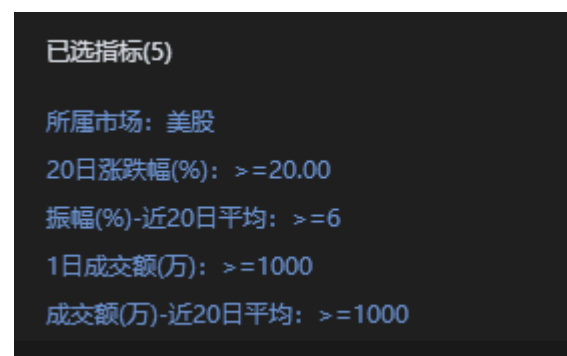 已选指标(5)
所属市场：美股
20日涨跌幅(%)：>=20.00
振幅(%)-近20日平均：>=6
1日成交额(万)：>=1000
成交额(万)-近20日平均：>=1000